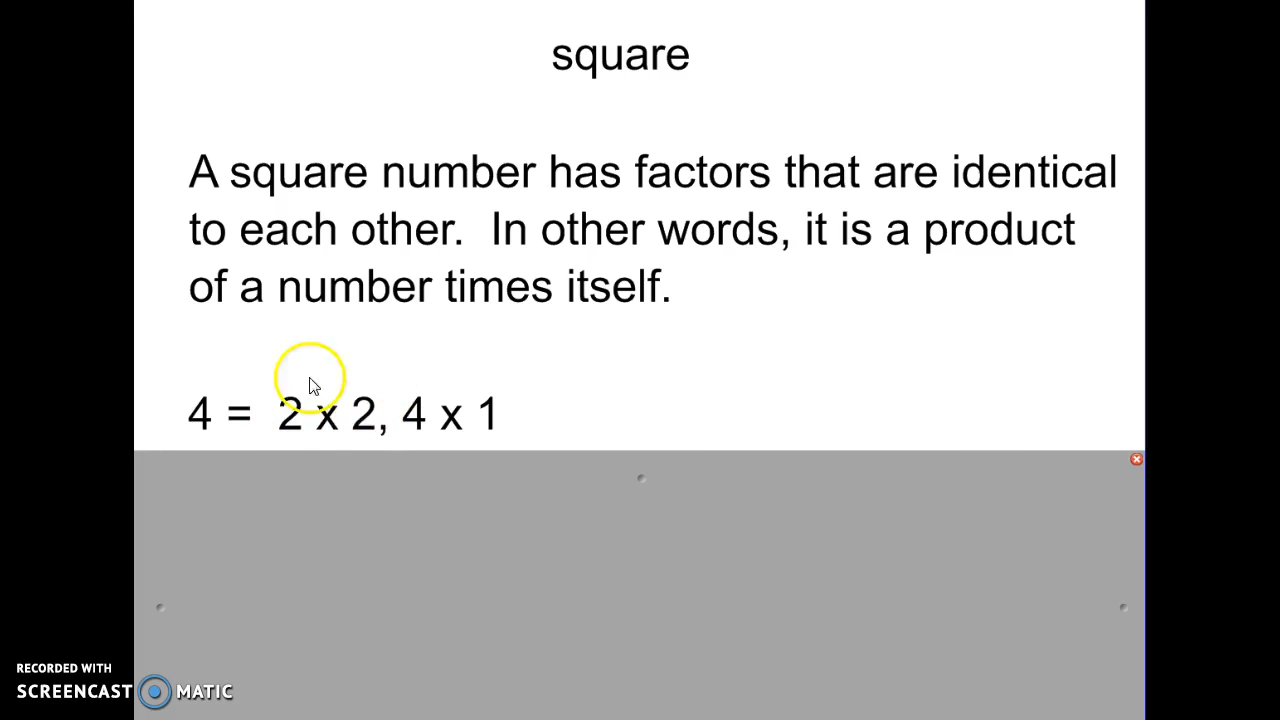 square
A square number has factors that are identical
to each other.  In other words, it is a product
of a number times itself.
4 =  2 x 2, 4 x 1
RECORDED WITH
SCREENCAST MATIC